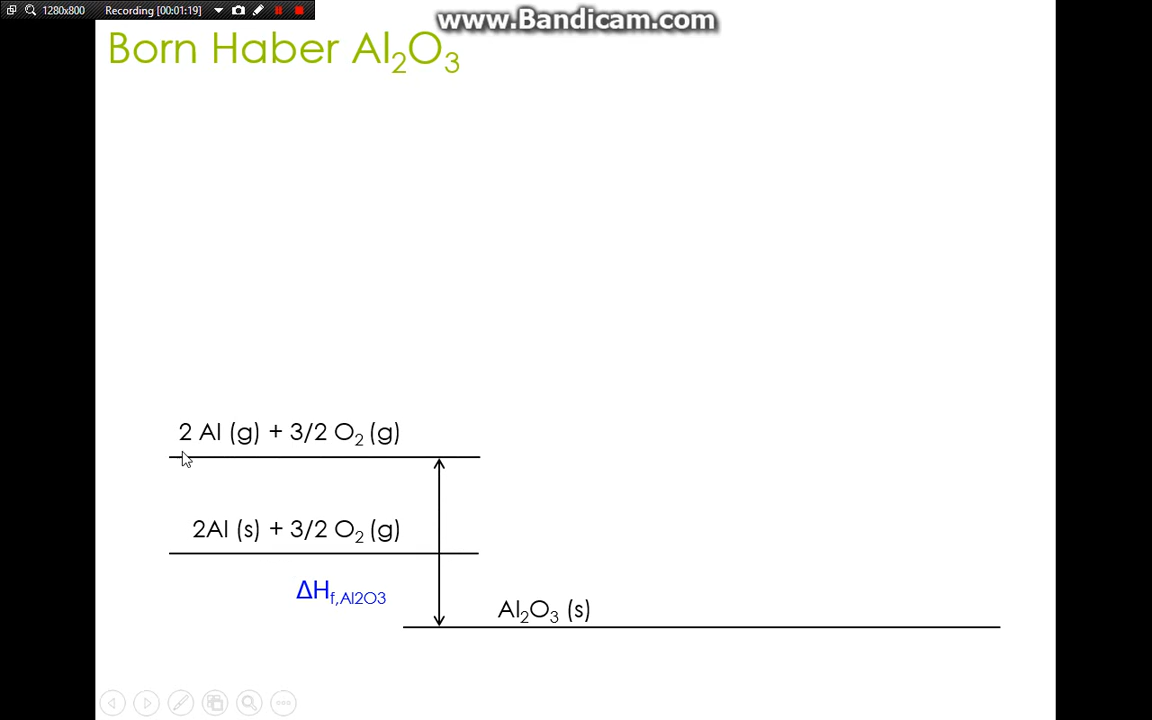 1280x800 Recording [00:01:19]
www.Bandicam.com
Born Haber Al₂O₃
2 Al (g) + 3/2 O₂ (g)
2Al (s) + 3/2 O₂ (g)
ΔHf,Al2O3
Al₂O₃ (s)